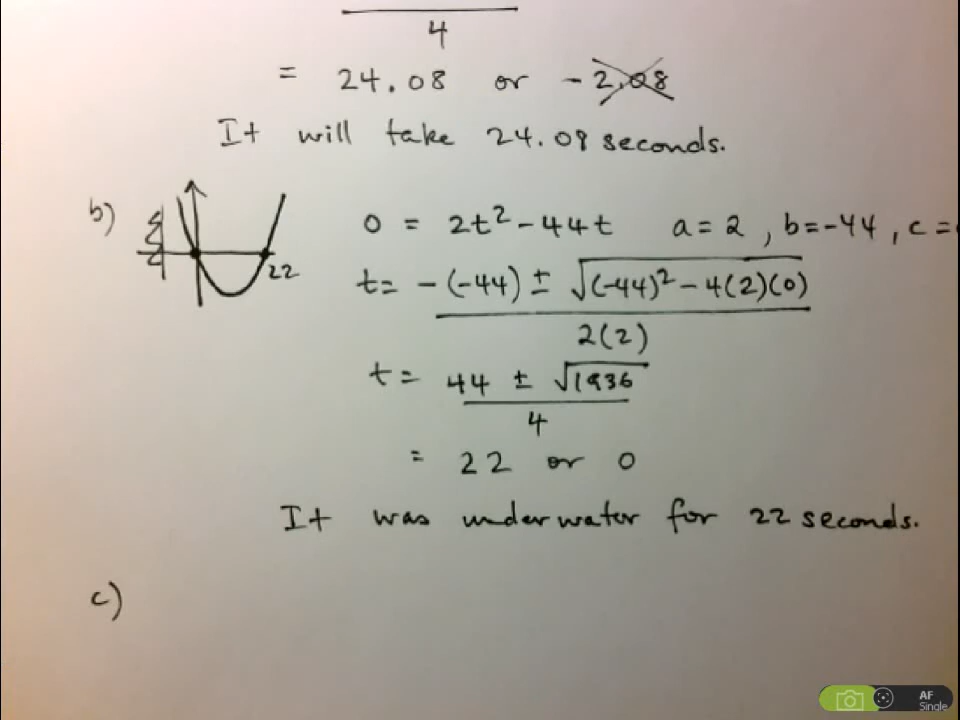 4
= 24.08 or -2.08
It will take 24.08 seconds.
b)
22
0 = 2t² - 44t a = 2 , b = -44 , c =
t = -(-44) ± √(-44)² - 4(2)(0)
2(2)
t = 44 ± √1936
4
= 22 or 0
It was underwater for 22 seconds.
c)
AF
Single